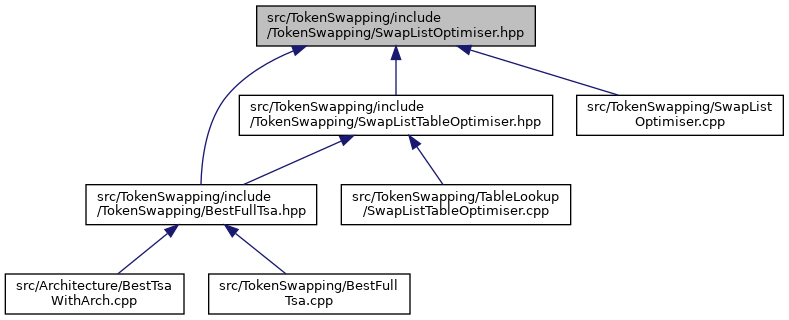 src/TokenSwapping/include
/TokenSwapping/SwapListOptimiser.hpp
src/TokenSwapping/include
/TokenSwapping/SwapListTableOptimiser.hpp
src/TokenSwapping/SwapList
Optimiser.cpp
src/TokenSwapping/include
/TokenSwapping/BestFullTsa.hpp
src/TokenSwapping/TableLookup
/SwapListTableOptimiser.cpp
src/Architecture/BestTsa
WithArch.cpp
src/TokenSwapping/BestFull
Tsa.cpp